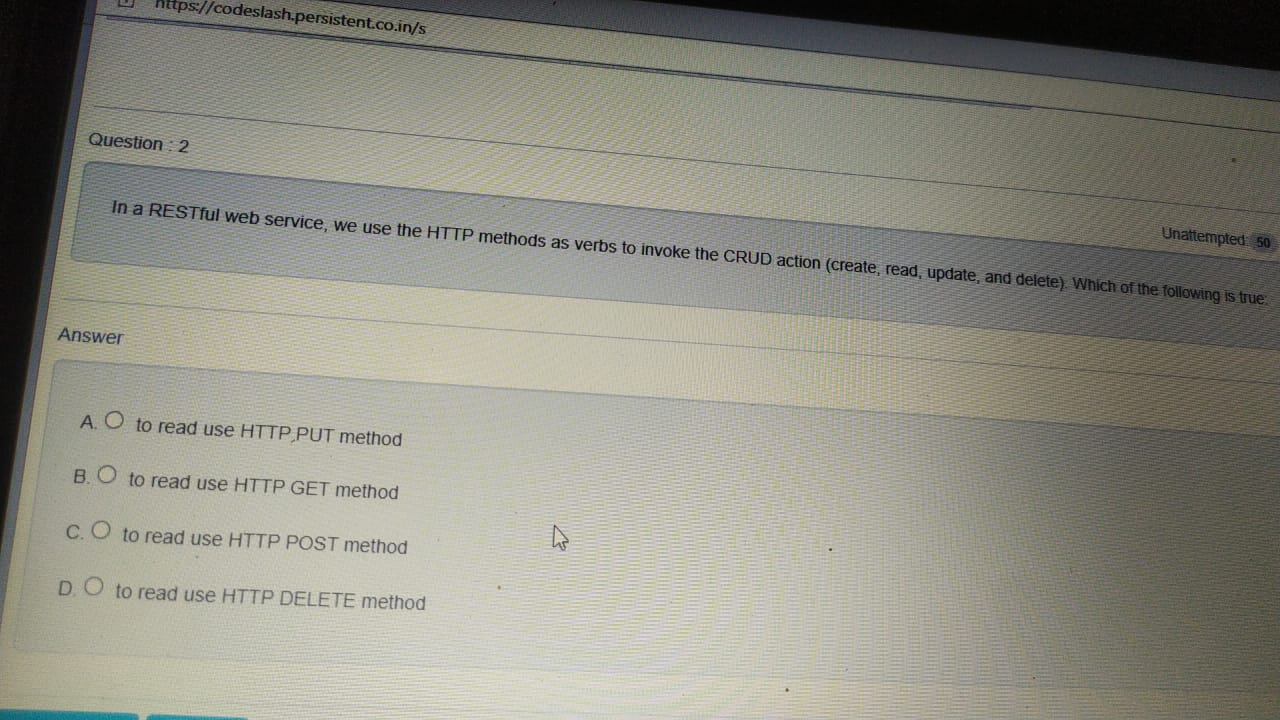 https://codeslash.persistent.co.in/s
Question : 2
Unattempted 50
In a RESTful web service, we use the HTTP methods as verbs to invoke the CRUD action (create, read, update, and delete). Which of the following is true:
Answer
A. to read use HTTP PUT method
B. to read use HTTP GET method
C. to read use HTTP POST method
D. to read use HTTP DELETE method